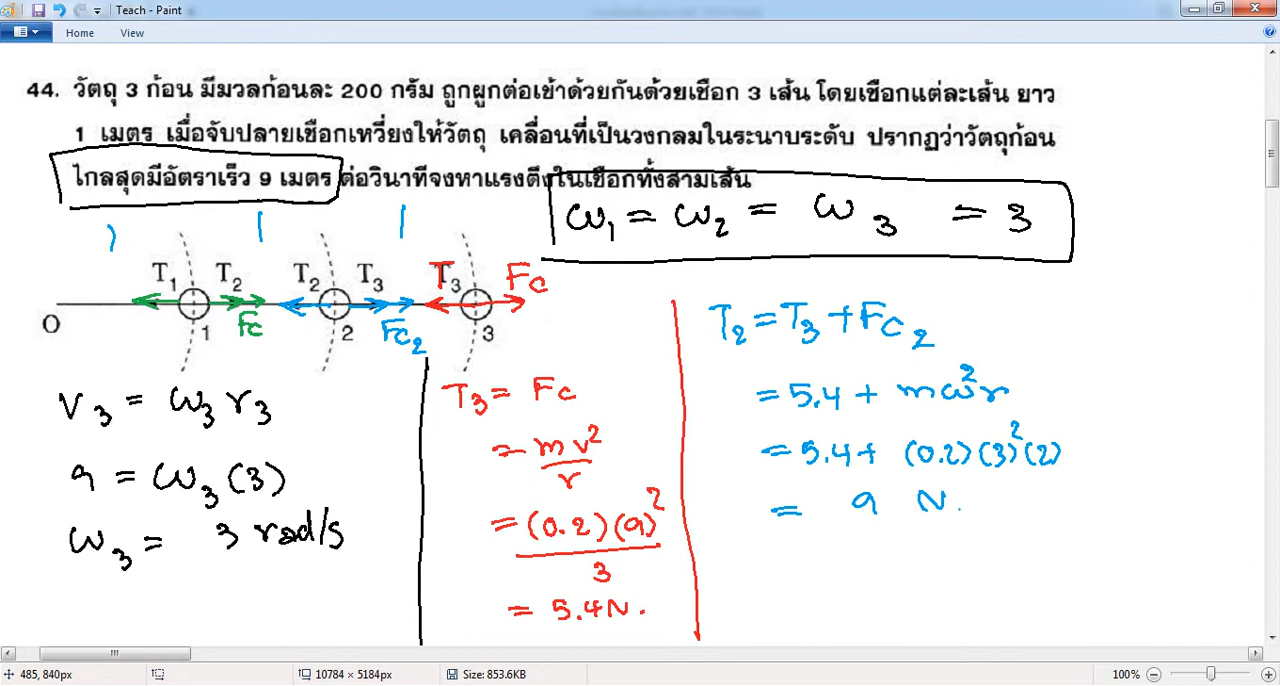 Teach - Paint
Home View
44. วัตถุ 3 ก้อน มีมวลก้อนละ 200 กรัม ถูกผูกต่อเข้าด้วยกันด้วยเชือก 3 เส้น โดยเชือกแต่ละเส้น ยาว
1 เมตร เมื่อจับปลายเชือกเหวี่ยงให้วัตถุ เคลื่อนที่เป็นวงกลมในระนาบระดับ ปรากฏว่าวัตถุก้อน
ไกลสุดมีอัตราเร็ว 9 เมตร ต่อวินาทีจงหาแรงตึงในเชือกทั้งสามเส้น
ω₁ = ω₂ = ω₃ = 3
T₁ T₂ T₂ T₃ T T₃ Fc
O 1 Fc 2 Fc₂ 3
V₃ = ω₃ r₃
9 = ω₃ (3)
ω₃ = 3 rad/s
T₃ = Fc
= mv²/r
= (0.2)(9)²/3
= 5.4 N.
T₂ = T₃ + Fc₂
= 5.4 + mω²r
= 5.4 + (0.2)(3)²(2)
= 9 N.
485, 840px 10784 × 5184px Size: 853.6KB 100%